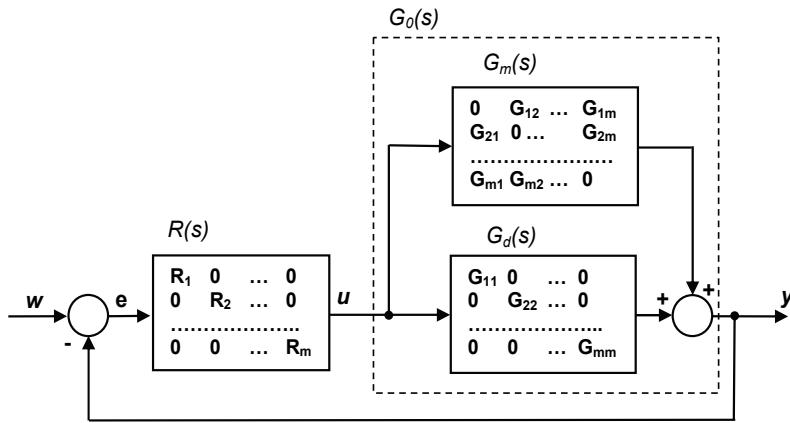 G0(s)
Gm(s)
0 G12 ... G1m
G21 0 ... G2m
.....................
Gm1 Gm2 ... 0
R(s)
Gd(s)
R1 0 ... 0
0 R2 ... 0
.....................
0 0 ... Rm
G11 0 ... 0
0 G22 ... 0
.....................
0 0 ... Gmm
w
e
u
+
+
y
-